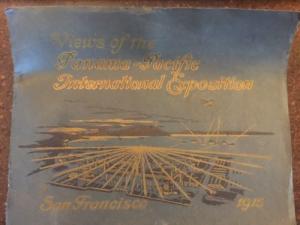 Views of the
Panama-Pacific
International Exposition
San Francisco 1915